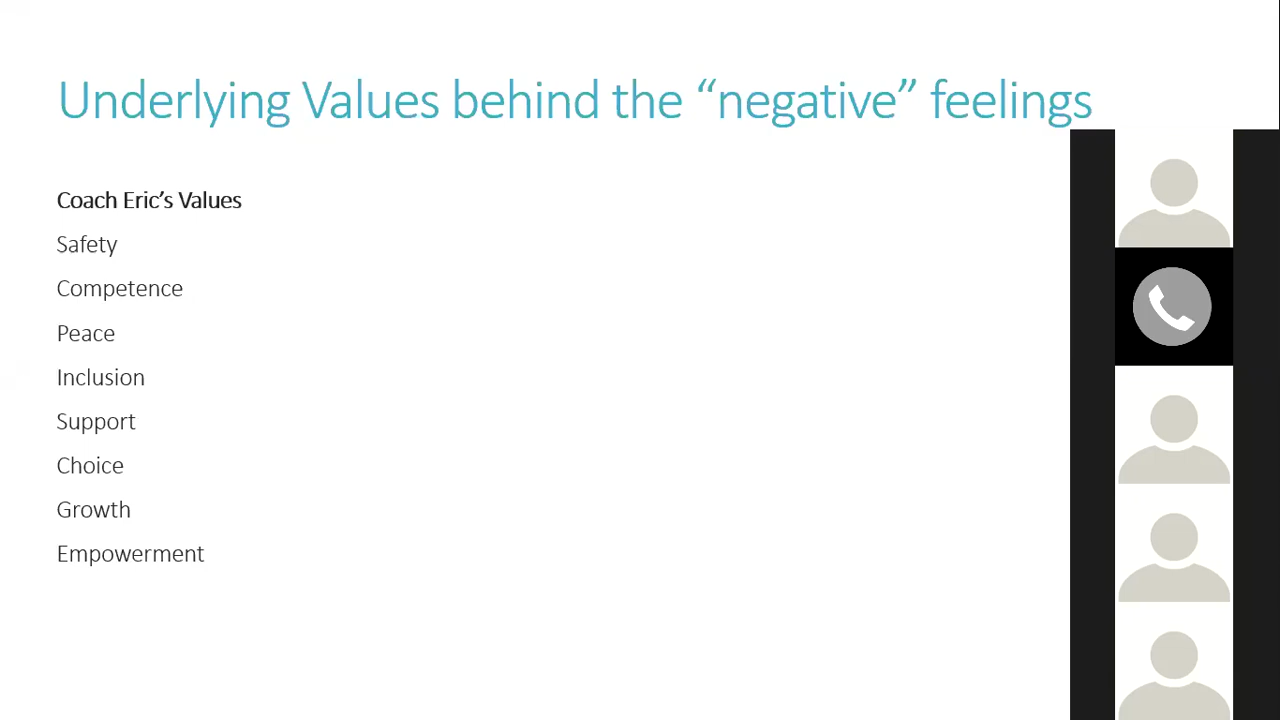 Underlying Values behind the “negative” feelings
Coach Eric’s Values
Safety
Competence
Peace
Inclusion
Support
Choice
Growth
Empowerment